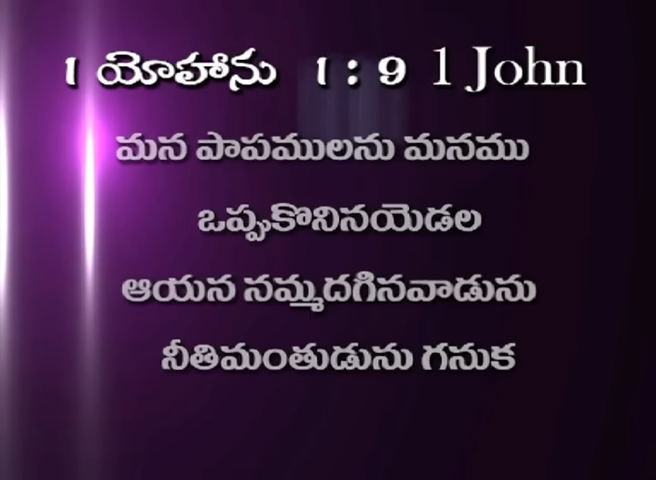 1 యోహాను 1 : 9 1 John
మన పాపములను మనము
ఒప్పుకొనినయెడల
ఆయన నమ్మదగినవాడును
నీతిమంతుడును గనుక